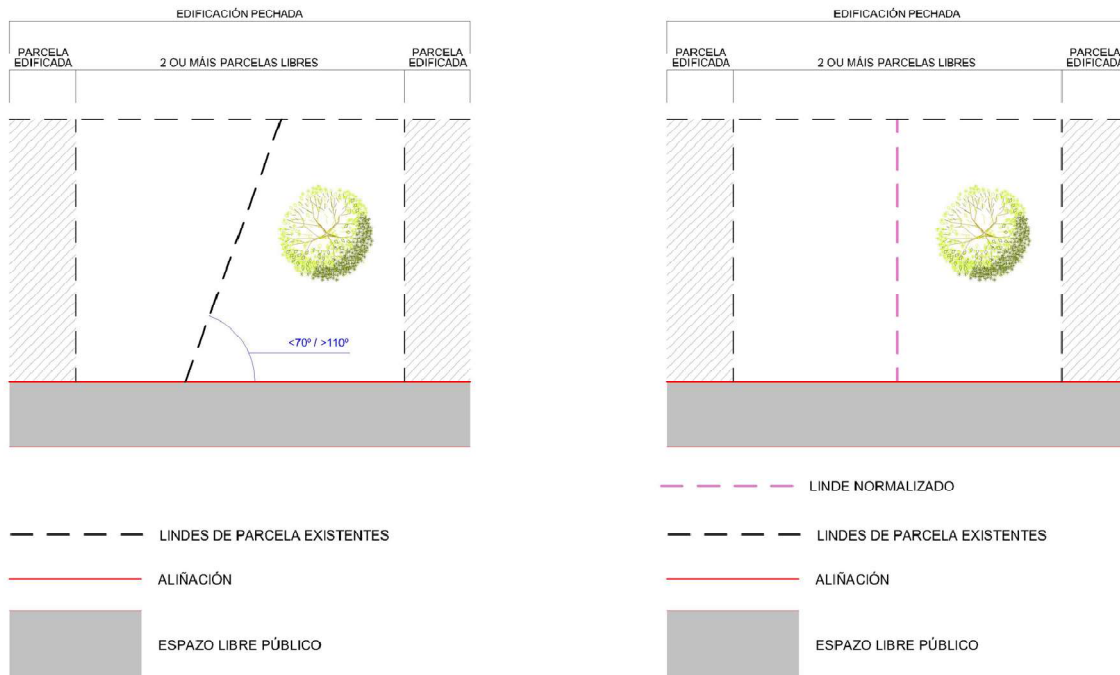 EDIFICACIÓN PECHADA
PARCELA
EDIFICADA
2 OU MÁIS PARCELAS LIBRES
PARCELA
EDIFICADA
<70º / >110º
LINDES DE PARCELA EXISTENTES
ALIÑACIÓN
ESPAZO LIBRE PÚBLICO
EDIFICACIÓN PECHADA
PARCELA
EDIFICADA
2 OU MÁIS PARCELAS LIBRES
PARCELA
EDIFICADA
LINDE NORMALIZADO
LINDES DE PARCELA EXISTENTES
ALIÑACIÓN
ESPAZO LIBRE PÚBLICO